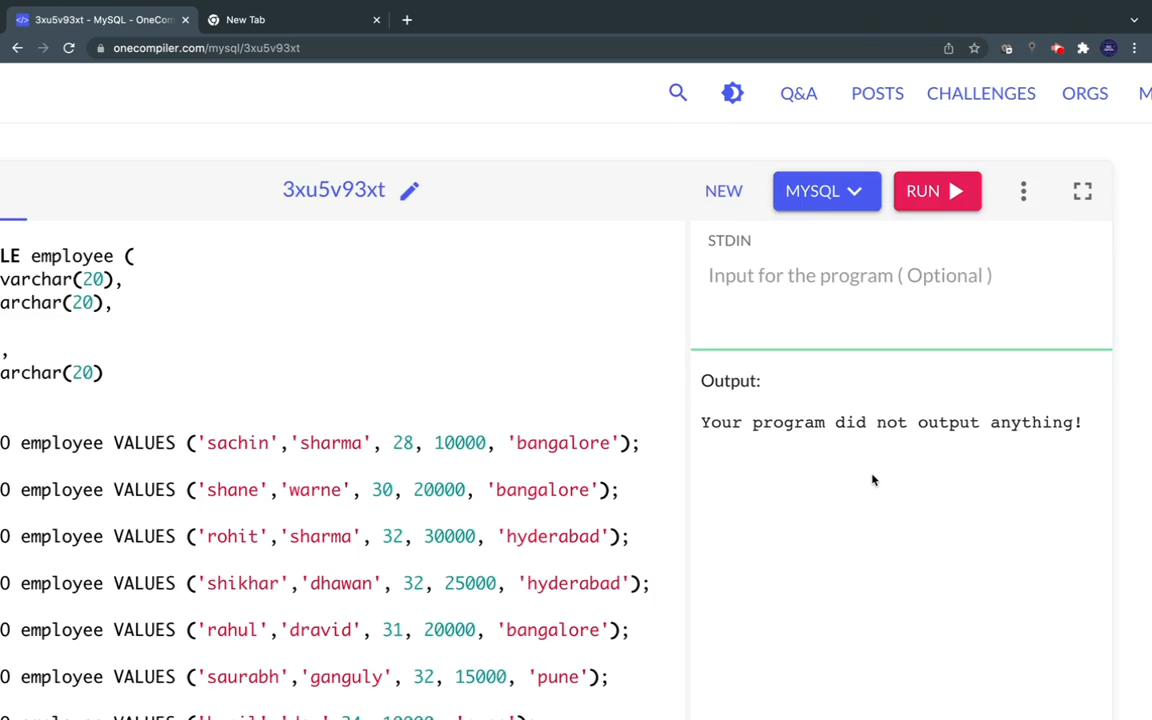 3xu5v93xt - MySQL - OneCom
New Tab
onecompiler.com/mysql/3xu5v93xt
Q&A POSTS CHALLENGES ORGS M
3xu5v93xt
NEW MYSQL RUN
STDIN
Input for the program ( Optional )
LE employee (
varchar(20),
archar(20),
,
archar(20)
Output:
Your program did not output anything!
O employee VALUES ('sachin','sharma', 28, 10000, 'bangalore');
O employee VALUES ('shane','warne', 30, 20000, 'bangalore');
O employee VALUES ('rohit','sharma', 32, 30000, 'hyderabad');
O employee VALUES ('shikhar','dhawan', 32, 25000, 'hyderabad');
O employee VALUES ('rahul','dravid', 31, 20000, 'bangalore');
O employee VALUES ('saurabh','ganguly', 32, 15000, 'pune');
O employee VALUES